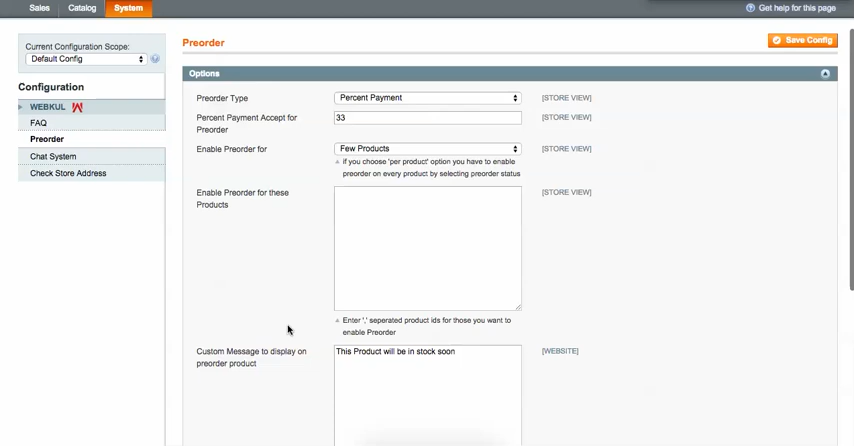 Sales Catalog System Get help for this page
Current Configuration Scope:
Default Config
Configuration
WEBKUL
FAQ
Preorder
Chat System
Check Store Address
Preorder
Save Config
Options
Preorder Type
Percent Payment
[STORE VIEW]
Percent Payment Accept for
Preorder
33
[STORE VIEW]
Enable Preorder for
Few Products
[STORE VIEW]
if you choose 'per product' option you have to enable
preorder on every product by selecting preorder status
Enable Preorder for these
Products
[STORE VIEW]
Enter ',' seperated product ids for those you want to
enable Preorder
Custom Message to display on
preorder product
This Product will be in stock soon
[WEBSITE]